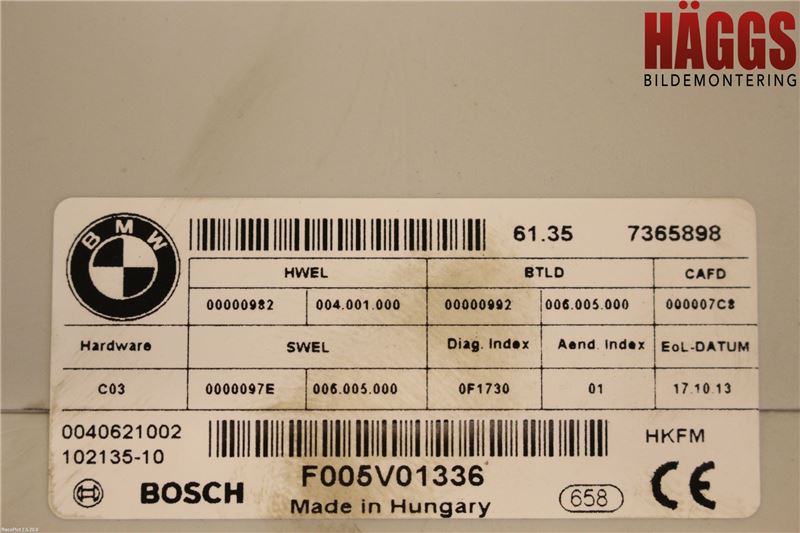 HÄGGS
BILDEMONTERING
BMW
61.35 7365898
HWEL BTLD CAFD
00000982 004.001.000 00000992 006.005.000 000007C8
Hardware SWEL Diag. Index Aend. Index EoL-DATUM
C03 0000097E 006.005.000 0F1730 01 17.10.13
0040621002
102135-10
HKFM
F005V01336
BOSCH Made in Hungary 658 CE